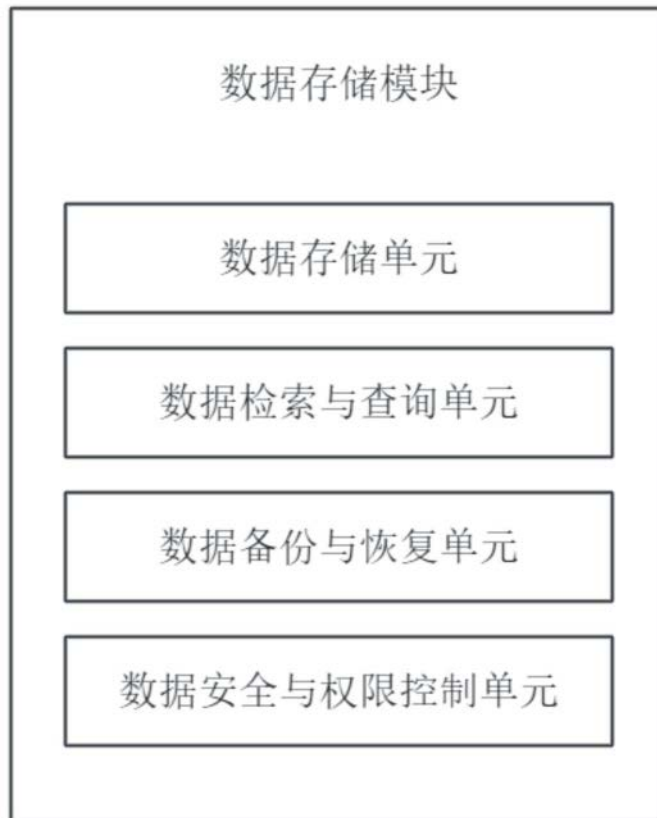 数据存储模块
数据存储单元
数据检索与查询单元
数据备份与恢复单元
数据安全与权限控制单元